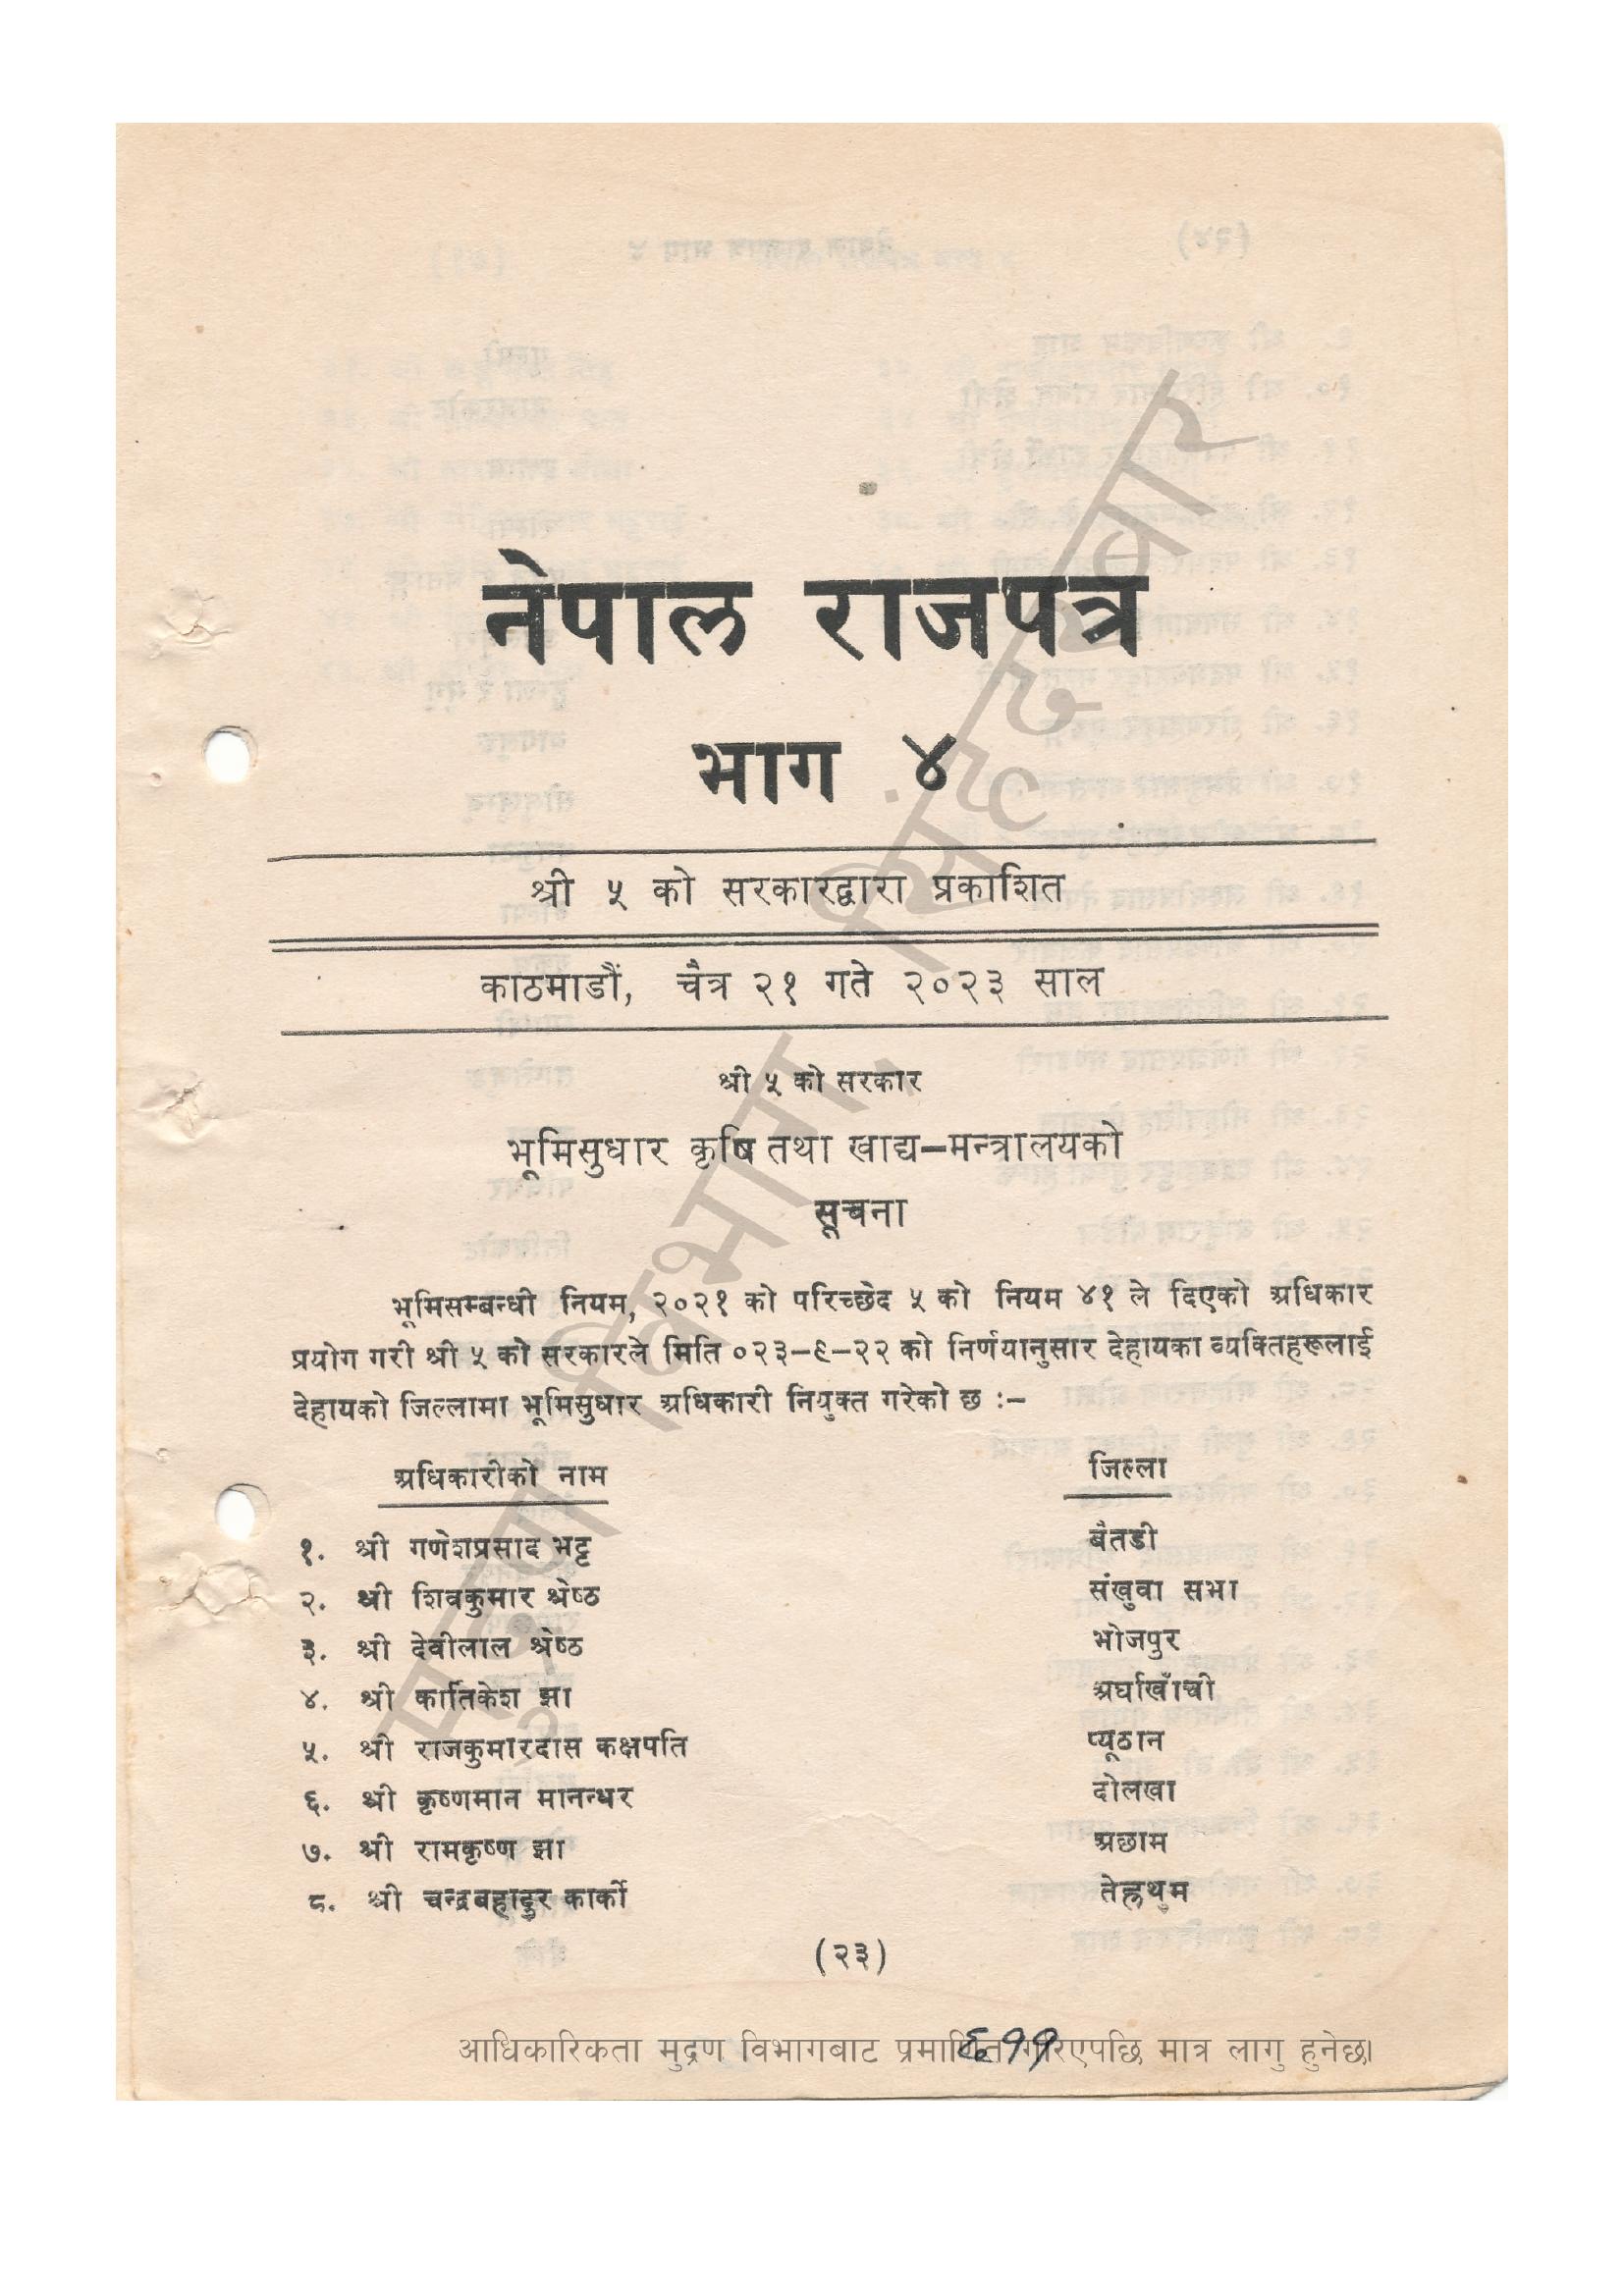 नेपाल राजपत्र
भाग ४
श्री ५ को सरकारद्वारा प्रकाशित
काठमाडौं, चैत्र २१ गते २०२३ साल
श्री ५ को सरकार
भूमिसुधार कृषि तथा खाद्य–मन्त्रालयको
सूचना
भूमिसम्बन्धी नियम, २०२१ को परिच्छेद ५ को नियम ४१ ले दिएको अधिकार
प्रयोग गरी श्री ५ को सरकारले मिति ०२३–९–२२ को निर्णयानुसार देहायका व्यक्तिहरूलाई
देहायको जिल्लामा भूमिसुधार अधिकारी नियुक्त गरेको छ :–
अधिकारीको नाम जिल्ला
१. श्री गणेशप्रसाद भट्ट बैतडी
२. श्री शिवकुमार श्रेष्ठ संखुवा सभा
३. श्री देवीलाल श्रेष्ठ भोजपुर
४. श्री कार्तिकेश झा अर्घाखाँची
५. श्री राजकुमारदास कक्षपति प्यूठान
६. श्री कृष्णमान मानन्धर दोलखा
७. श्री रामकृष्ण झा अछाम
८. श्री चन्द्रबहादुर कार्की तेह्रथुम
(२३)
आधिकारिकता मुद्रण विभागबाट प्रमाणित गरिएपछि मात्र लागु हुनेछ।
६११
मुद्रण विभाग, सिंहदरबार